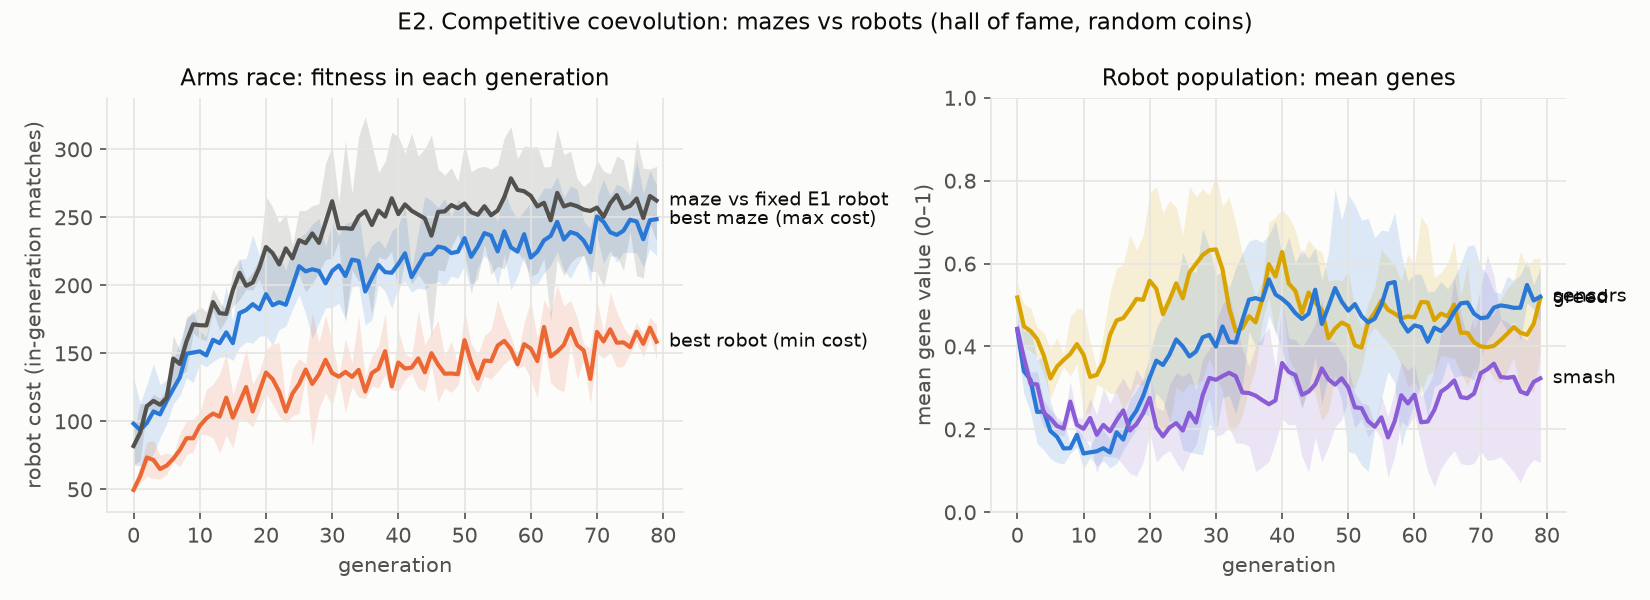 E2. Competitive coevolution: mazes vs robots (hall of fame, random coins)
Arms race: fitness in each generation
robot cost (in-generation matches)
300
250
200
150
100
50
0 10 20 30 40 50 60 70 80
generation
maze vs fixed E1 robot
best maze (max cost)
best robot (min cost)
Robot population: mean genes
mean gene value (0–1)
1.0
0.8
0.6
0.4
0.2
0.0
0 10 20 30 40 50 60 70 80
generation
sensors
greed
smash